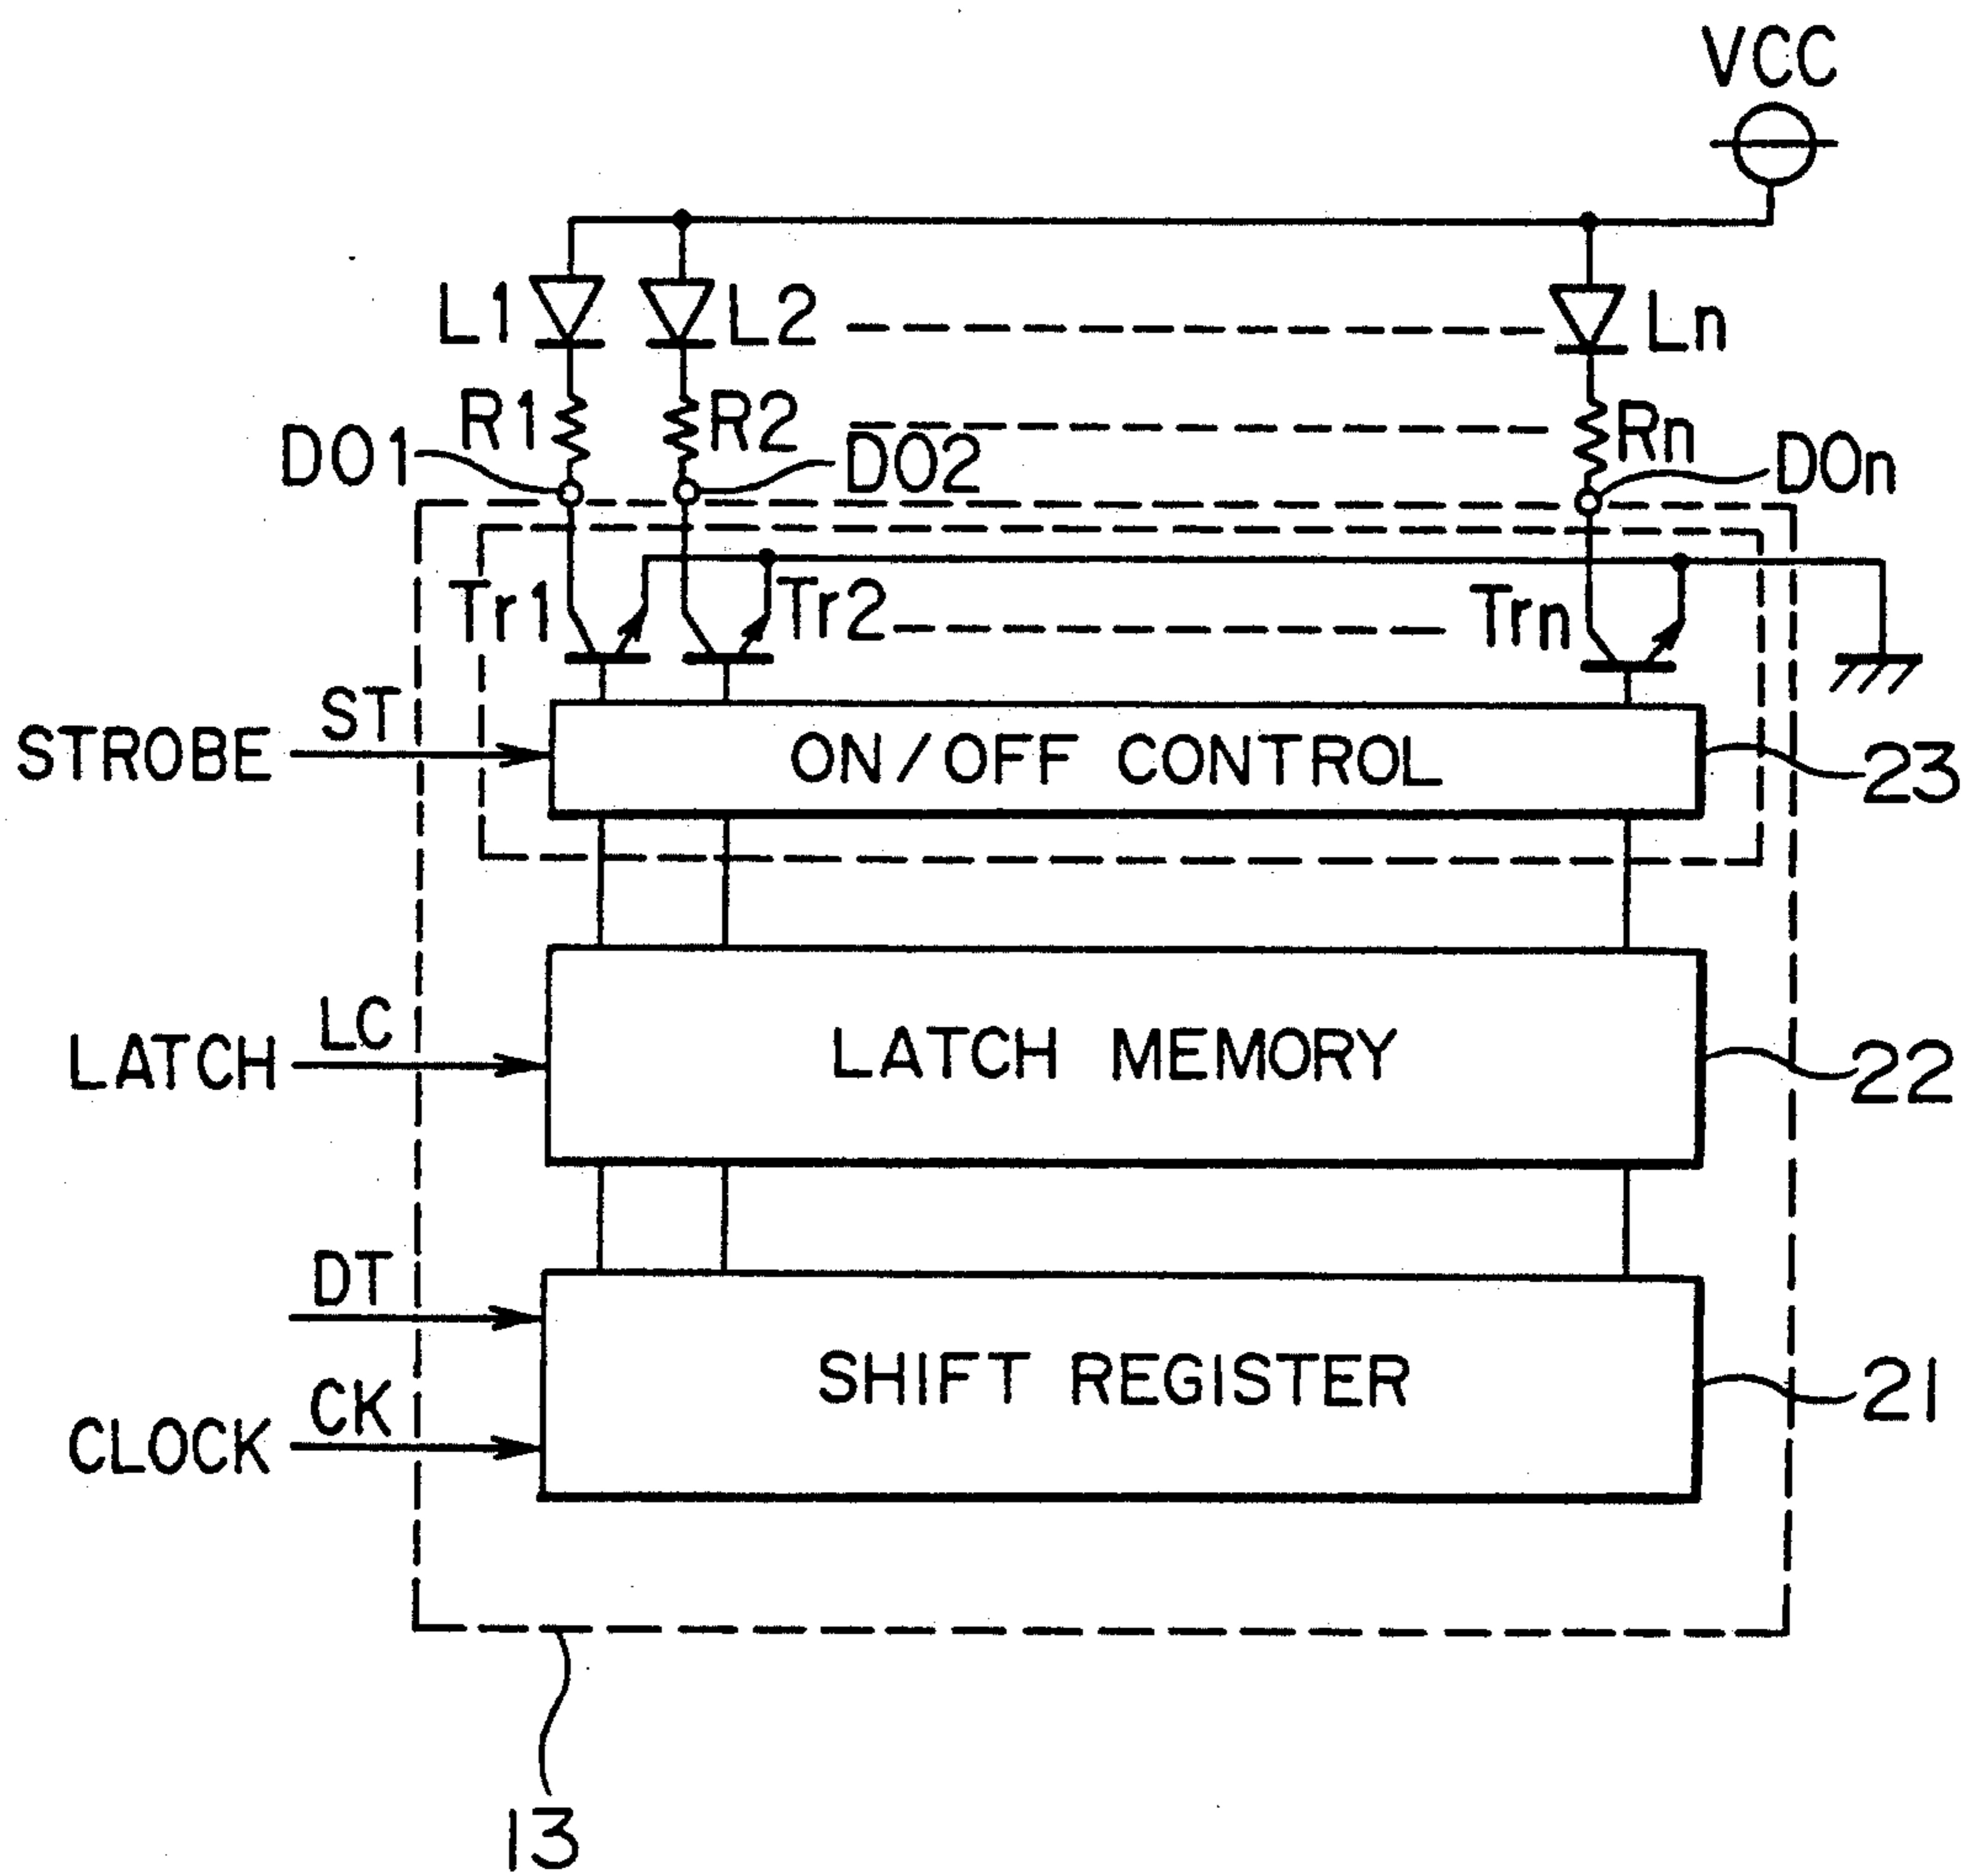 VCC
L1
L2
Ln
R1
R2
Rn
DO1
DO2
DOn
Tr1
Tr2
Trn
ST
STROBE
ON/OFF CONTROL
23
LC
LATCH
LATCH MEMORY
22
DT
SHIFT REGISTER
21
CK
CLOCK
13